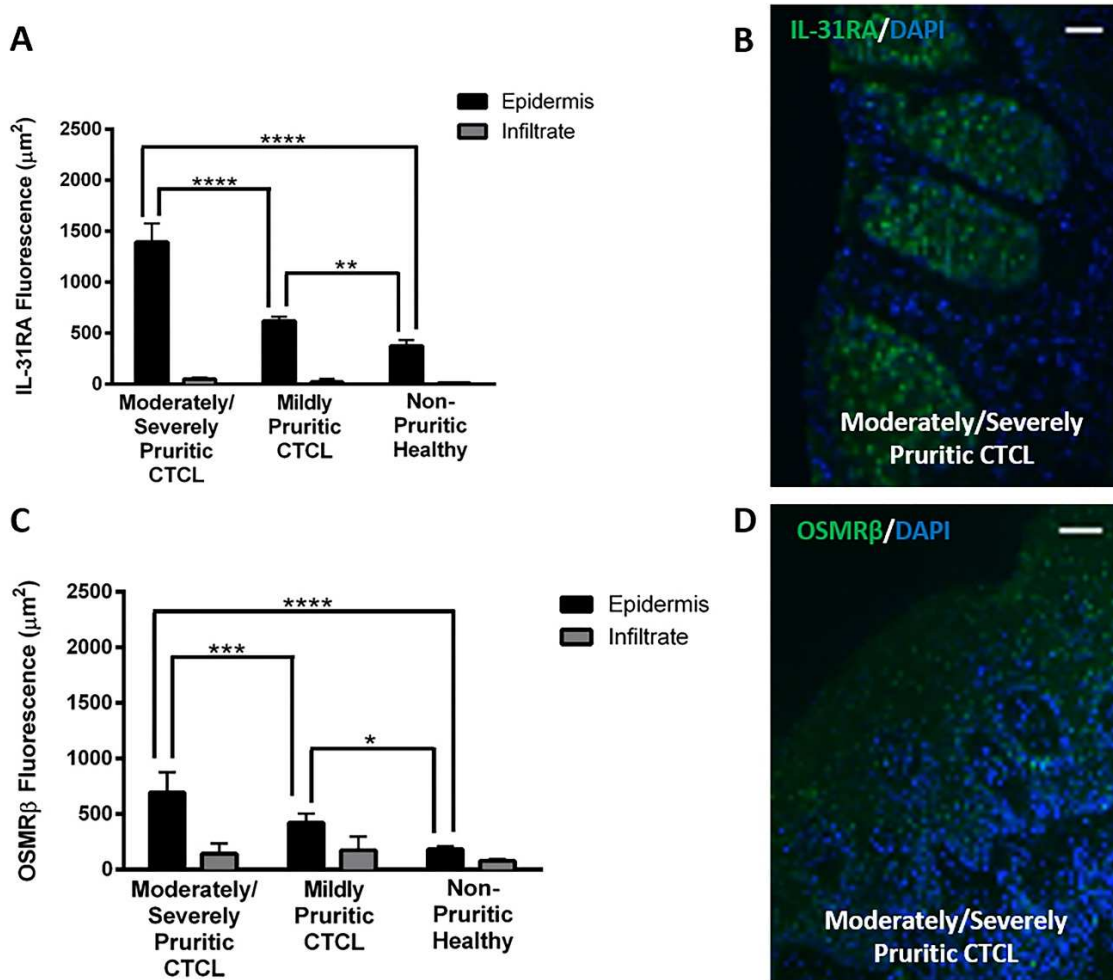 A
IL-31RA Fluorescence (μm²)
2500
2000
1500
1000
500
0
Epidermis
Infiltrate
****
****
**
Moderately/
Severely
Pruritic
CTCL
Mildly
Pruritic
CTCL
Non-
Pruritic
Healthy
B
IL-31RA/DAPI
Moderately/Severely
Pruritic CTCL
C
OSMRβ Fluorescence (μm²)
2500
2000
1500
1000
500
0
Epidermis
Infiltrate
****
***
*
Moderately/
Severely
Pruritic
CTCL
Mildly
Pruritic
CTCL
Non-
Pruritic
Healthy
D
OSMRβ/DAPI
Moderately/Severely
Pruritic CTCL